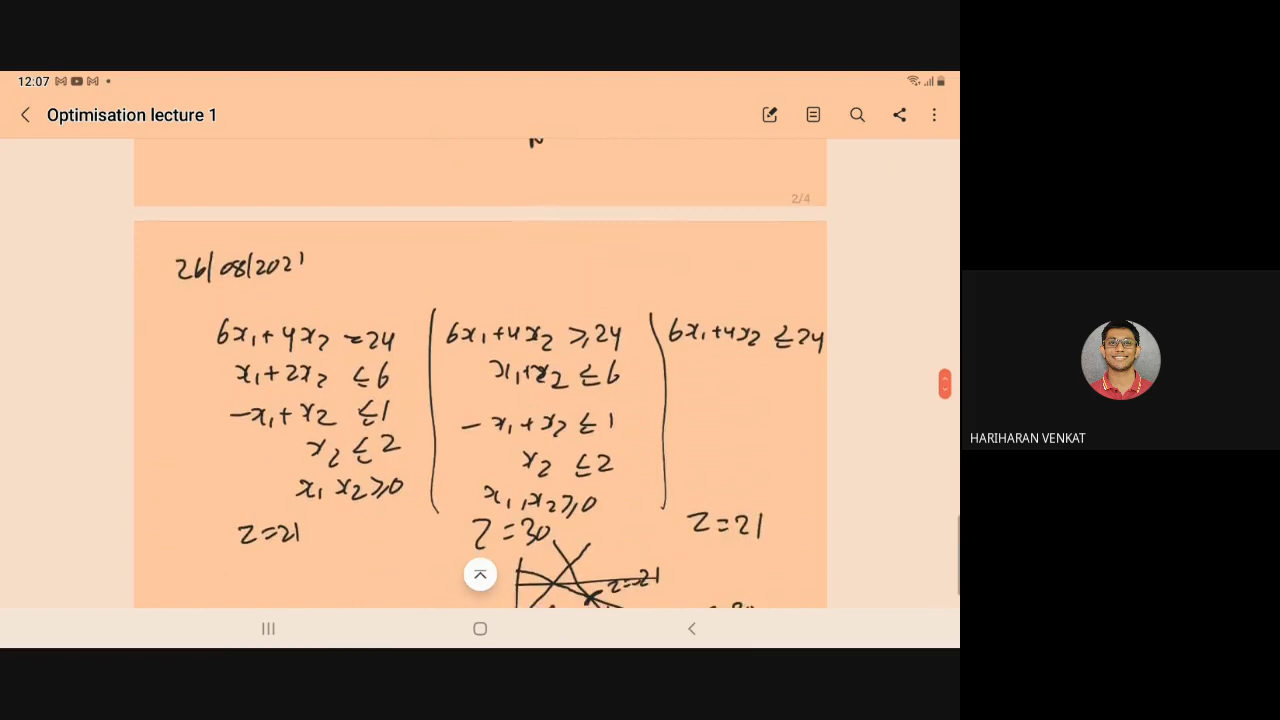 12:07
Optimisation lecture 1
2/4
26/08/2021
6x₁ + 4x₂ = 24
x₁ + 2x₂ ≤ 6
-x₁ + x₂ ≤ 1
x₂ ≤ 2
x₁ x₂ ≥ 0
Z = 21
6x₁ + 4x₂ ≥ 24
x₁ + x₂ ≤ 6
- x₁ + x₂ ≤ 1
x₂ ≤ 2
x₁, x₂ ≥ 0
Z = 30
6x₁ + 4x₂ ≤ 24
Z = 21
Z = 21
HARIHARAN VENKAT